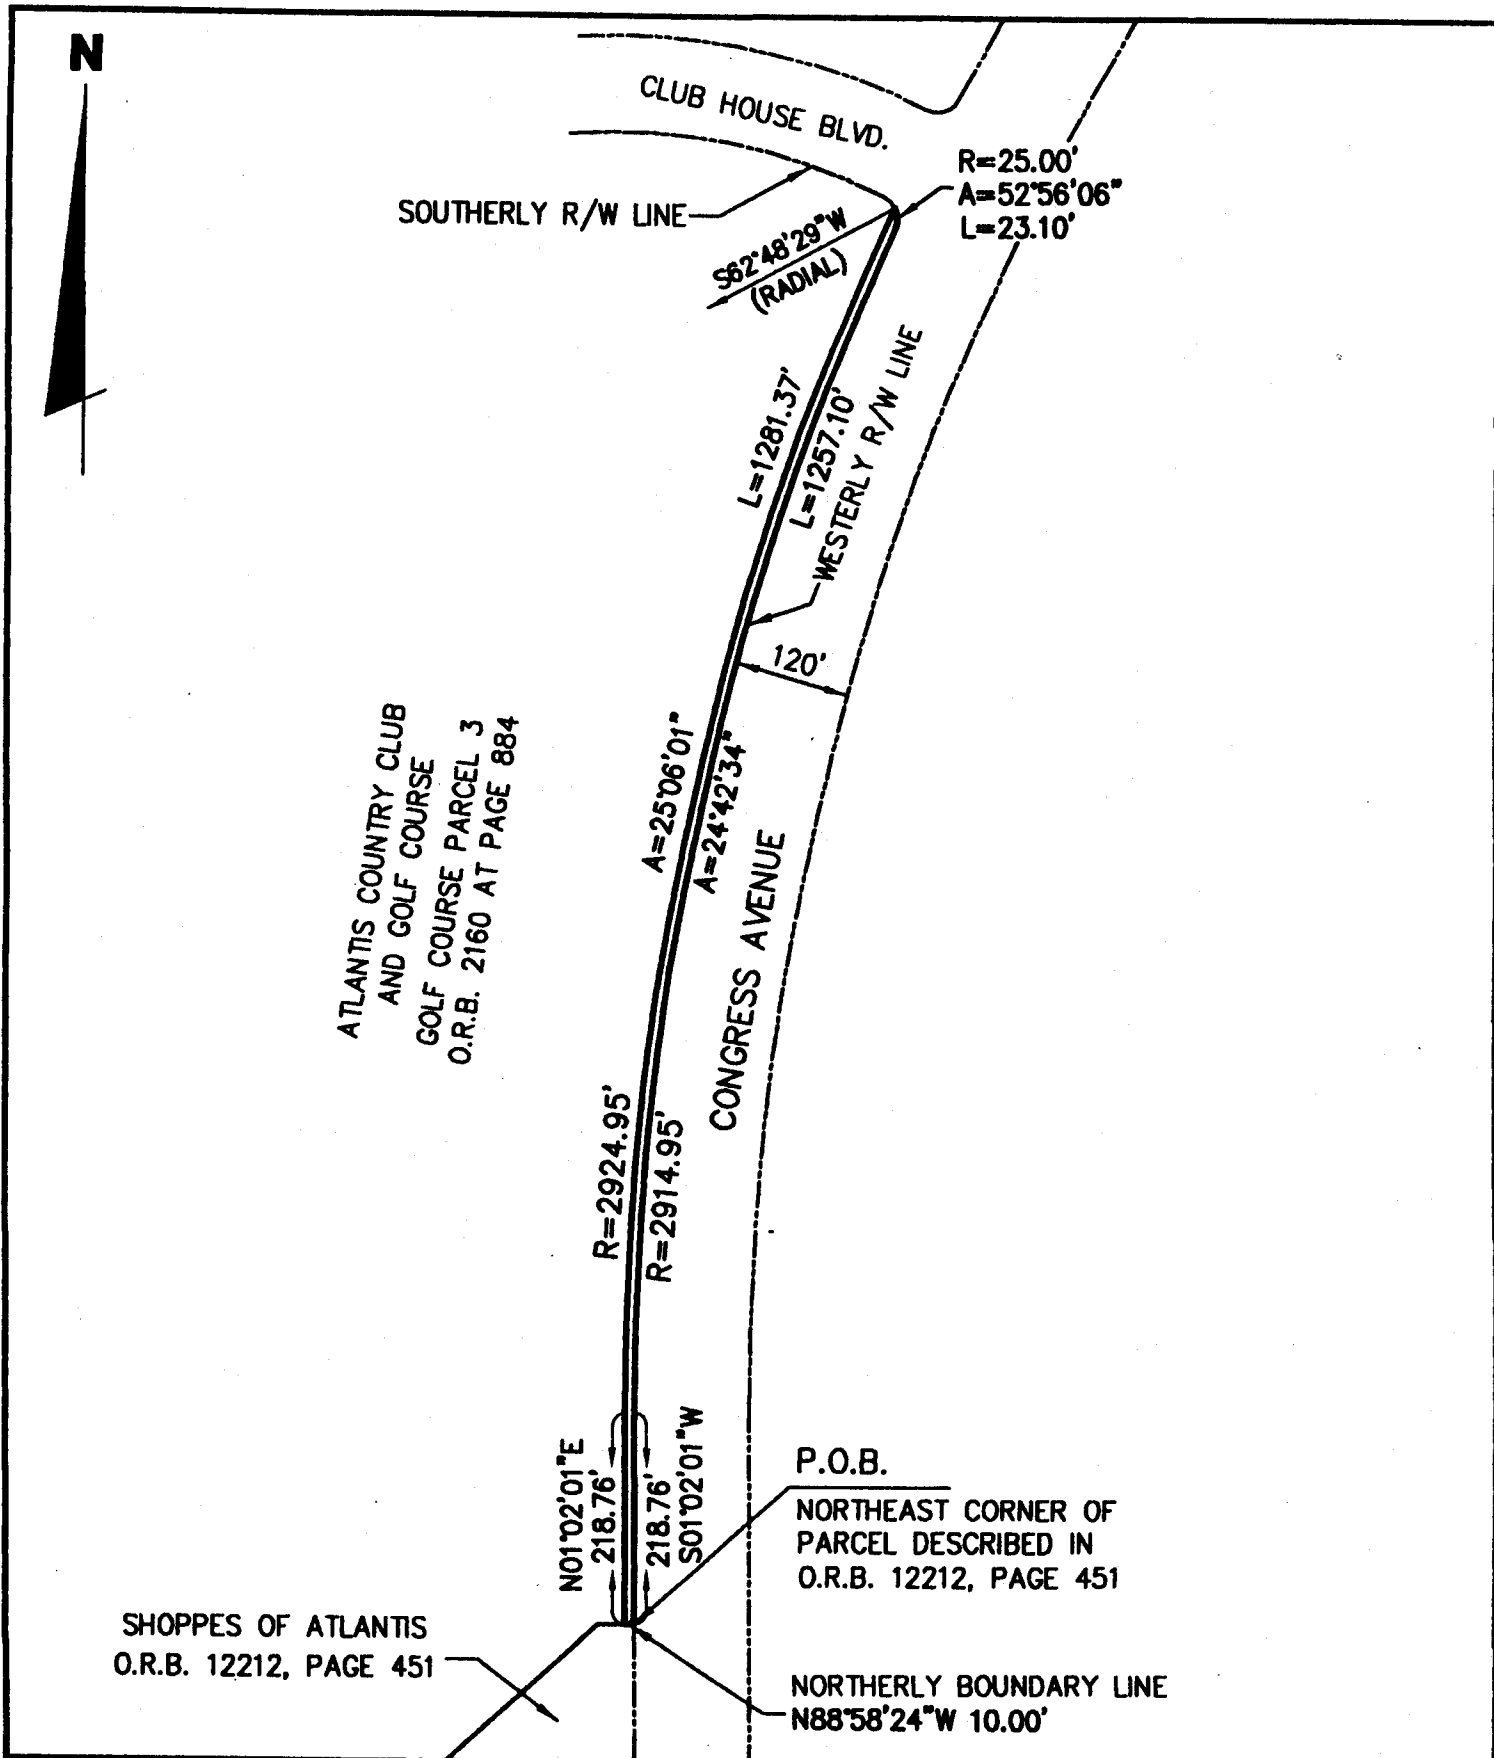 N
CLUB HOUSE BLVD.
R=25.00'
A=52°56'06"
L=23.10'
SOUTHERLY R/W LINE
S62°48'29"W
(RADIAL)
L=1281.37'
L=1257.10'
WESTERLY R/W LINE
120'
A=25°06'01"
A=24°42'34"
ATLANTIS COUNTRY CLUB
AND GOLF COURSE
GOLF COURSE PARCEL 3
O.R.B. 2160 AT PAGE 884
CONGRESS AVENUE
R=2924.95'
R=2914.95'
N01°02'01"E
218.76'
218.76'
S01°02'01"W
P.O.B.
NORTHEAST CORNER OF
PARCEL DESCRIBED IN
O.R.B. 12212, PAGE 451
SHOPPES OF ATLANTIS
O.R.B. 12212, PAGE 451
NORTHERLY BOUNDARY LINE
N88°58'24"W 10.00'